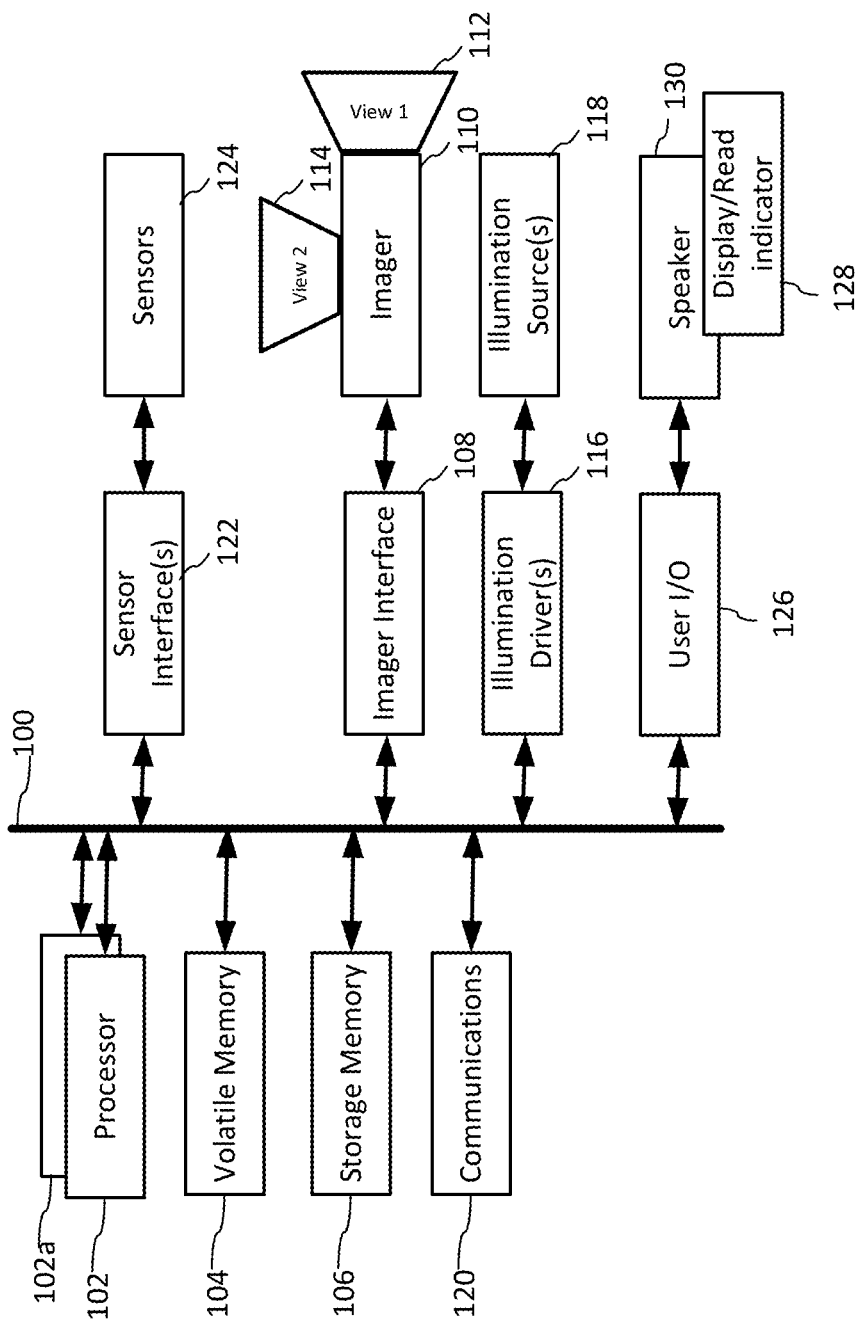 102a
102
Processor
104
Volatile Memory
106
Storage Memory
120
Communications
100
Sensor
Interface(s)
122
Sensors
124
Imager Interface
108
Imager
110
View 1
112
View 2
114
Illumination
Driver(s)
116
Illumination
Source(s)
118
User I/O
126
Speaker
130
Display/Read
indicator
128